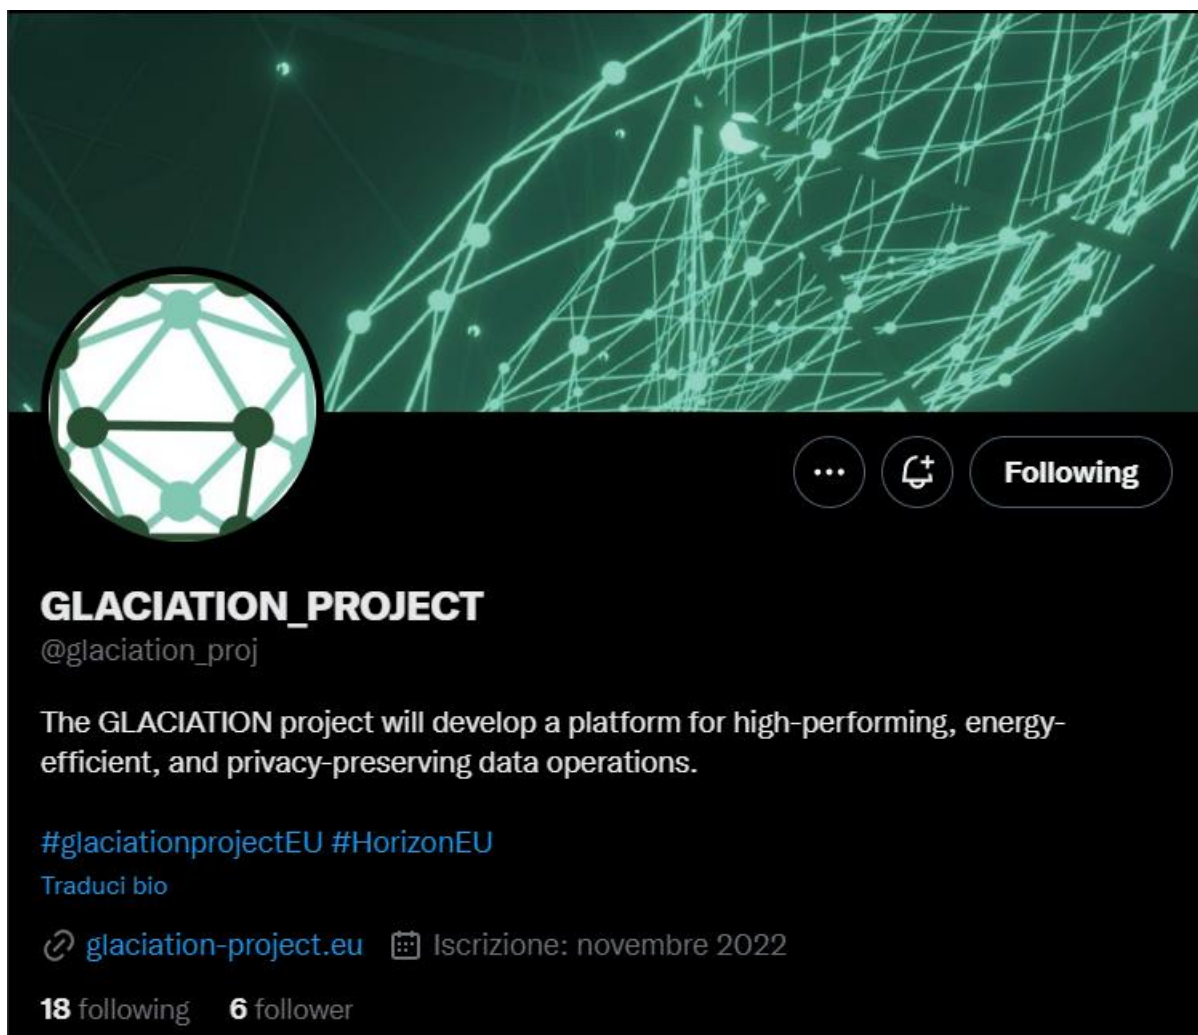 Following
GLACIATION_PROJECT
@glaciation_proj
The GLACIATION project will develop a platform for high-performing, energy-
efficient, and privacy-preserving data operations.
#glaciationprojectEU #HorizonEU
Traduci bio
glaciation-project.eu Iscrizione: novembre 2022
18 following 6 follower